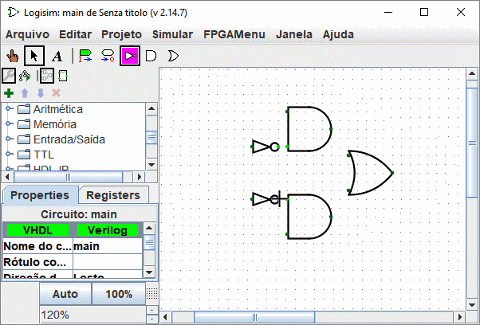 Logisim: main de Senza titolo (v 2.14.7)
Arquivo Editar Projeto Simular FPGAMenu Janela Ajuda
A
Aritmética
Memória
Entrada/Saída
TTL
HDL-IP
Properties Registers
Circuito: main
VHDL Verilog
Nome do c... main
Rótulo co...
Direção d... Leste
Auto 100%
120%